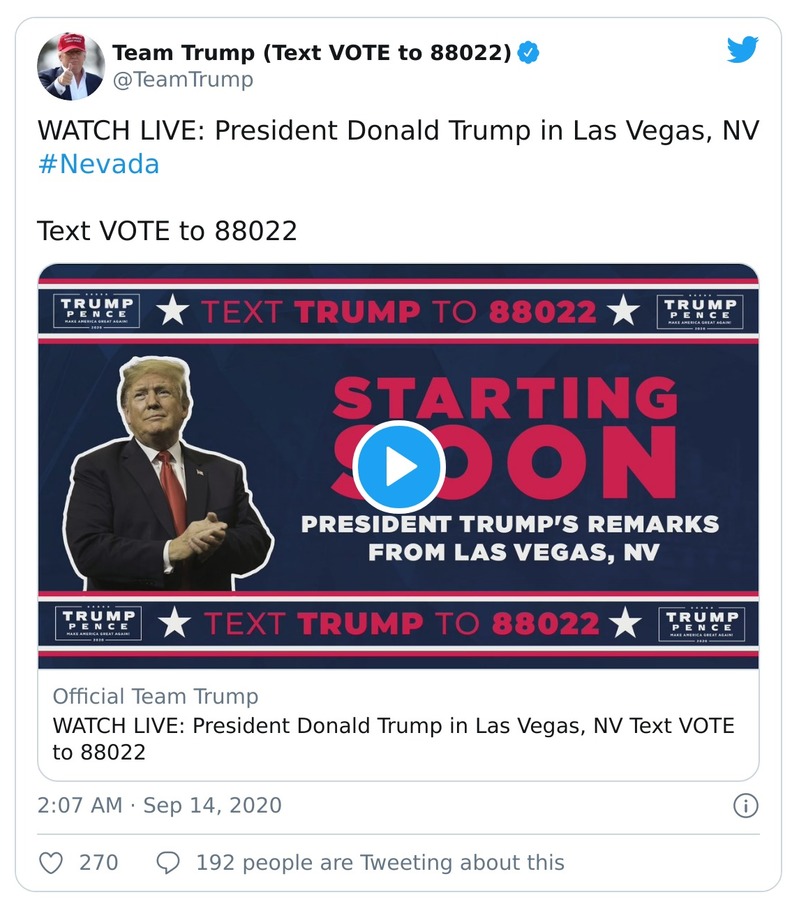 Team Trump (Text VOTE to 88022)
@TeamTrump
WATCH LIVE: President Donald Trump in Las Vegas, NV
#Nevada
Text VOTE to 88022
TRUMP
PENCE
MAKE AMERICA GREAT AGAIN!
2020
TEXT TRUMP TO 88022
TRUMP
PENCE
MAKE AMERICA GREAT AGAIN!
2020
STARTING
SOON
PRESIDENT TRUMP'S REMARKS
FROM LAS VEGAS, NV
TRUMP
PENCE
MAKE AMERICA GREAT AGAIN!
2020
TEXT TRUMP TO 88022
TRUMP
PENCE
MAKE AMERICA GREAT AGAIN!
2020
Official Team Trump
WATCH LIVE: President Donald Trump in Las Vegas, NV Text VOTE
to 88022
2:07 AM · Sep 14, 2020
270 192 people are Tweeting about this